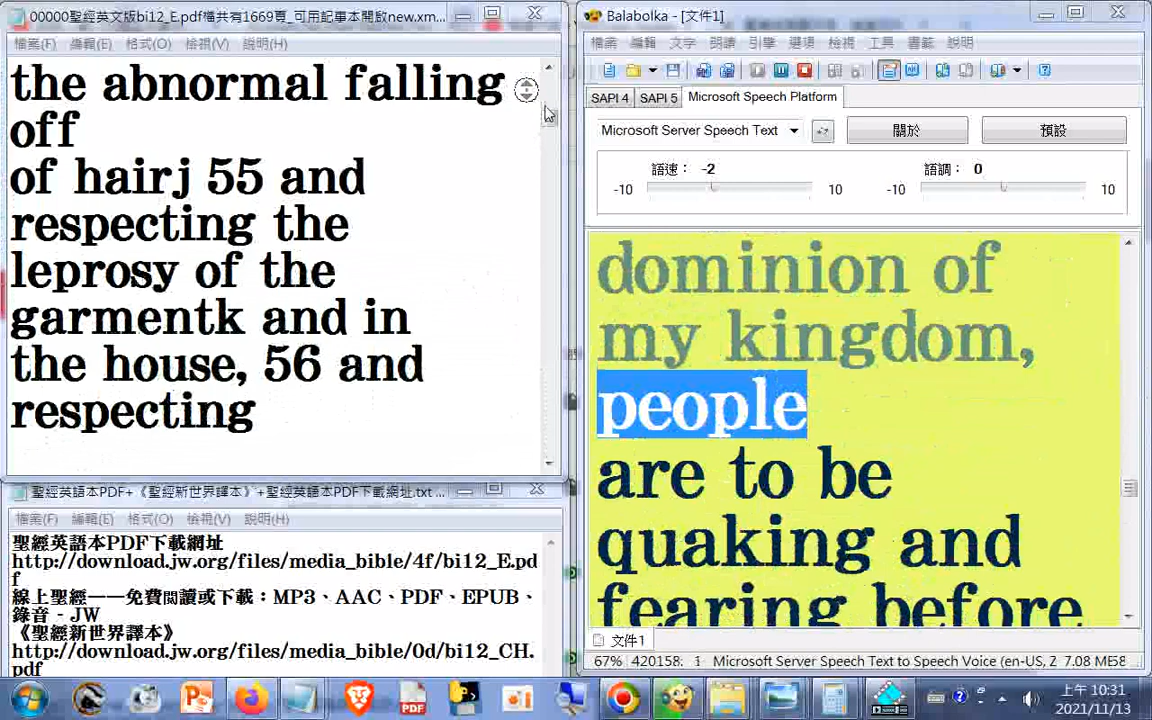 00000聖經英文版bi12_E.pdf檔共有1669頁_可用記事本開啟new.xm...
檔案(F) 編輯(E) 格式(O) 檢視(V) 說明(H)
the abnormal falling
off
of hairj 55 and
respecting the
leprosy of the
garmentk and in
the house, 56 and
respecting
聖經英語本PDF+《聖經新世界譯本》+聖經英語本PDF下載網址.txt ...
檔案(F) 編輯(E) 格式(O) 檢視(V) 說明(H)
聖經英語本PDF下載網址
http://download.jw.org/files/media_bible/4f/bi12_E.pd
f
線上聖經——免費閱讀或下載：MP3、AAC、PDF、EPUB、
錄音 - JW
《聖經新世界譯本》
http://download.jw.org/files/media_bible/0d/bi12_CH.
pdf
Balabolka - [文件1]
檔案 編輯 文字 朗讀 引擎 選項 檢視 工具 書籤 說明
SAPI 4 SAPI 5 Microsoft Speech Platform
Microsoft Server Speech Text 關於 預設
語速： -2 語調： 0
-10 10 -10 10
dominion of
my kingdom,
people
are to be
quaking and
fearing before
文件1
67% 420158: 1 Microsoft Server Speech Text to Speech Voice (en-US, Z 7.08 ME
上午 10:31
2021/11/13